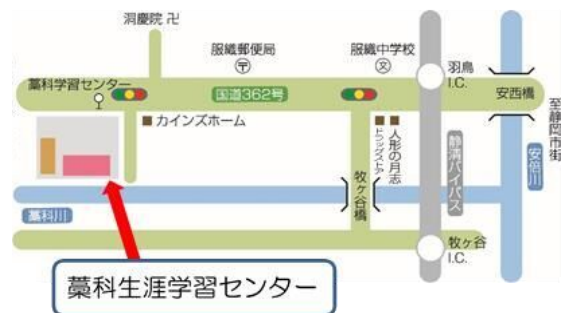 洞慶院 卍
服織郵便局
〒
服織中学校
文
羽鳥
I.C.
藁科学習センター
国道362号
安西橋
至静岡市街
■ カインズホーム
■ 人形の月志
■ ドラッグストア
静清バイパス
安倍川
牧ヶ谷橋
藁科川
牧ヶ谷
I.C.
藁科生涯学習センター